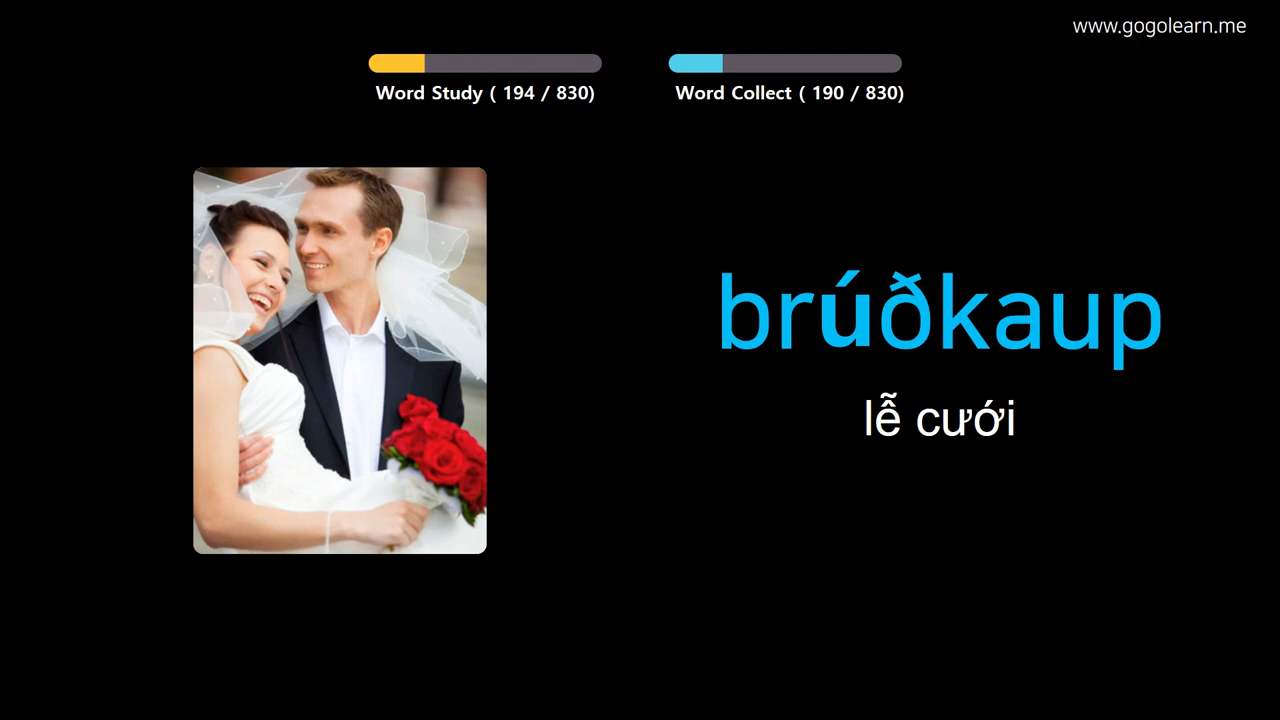 www.gogolearn.me
Word Study ( 194 / 830)
Word Collect ( 190 / 830)
brúðkaup
lễ cưới